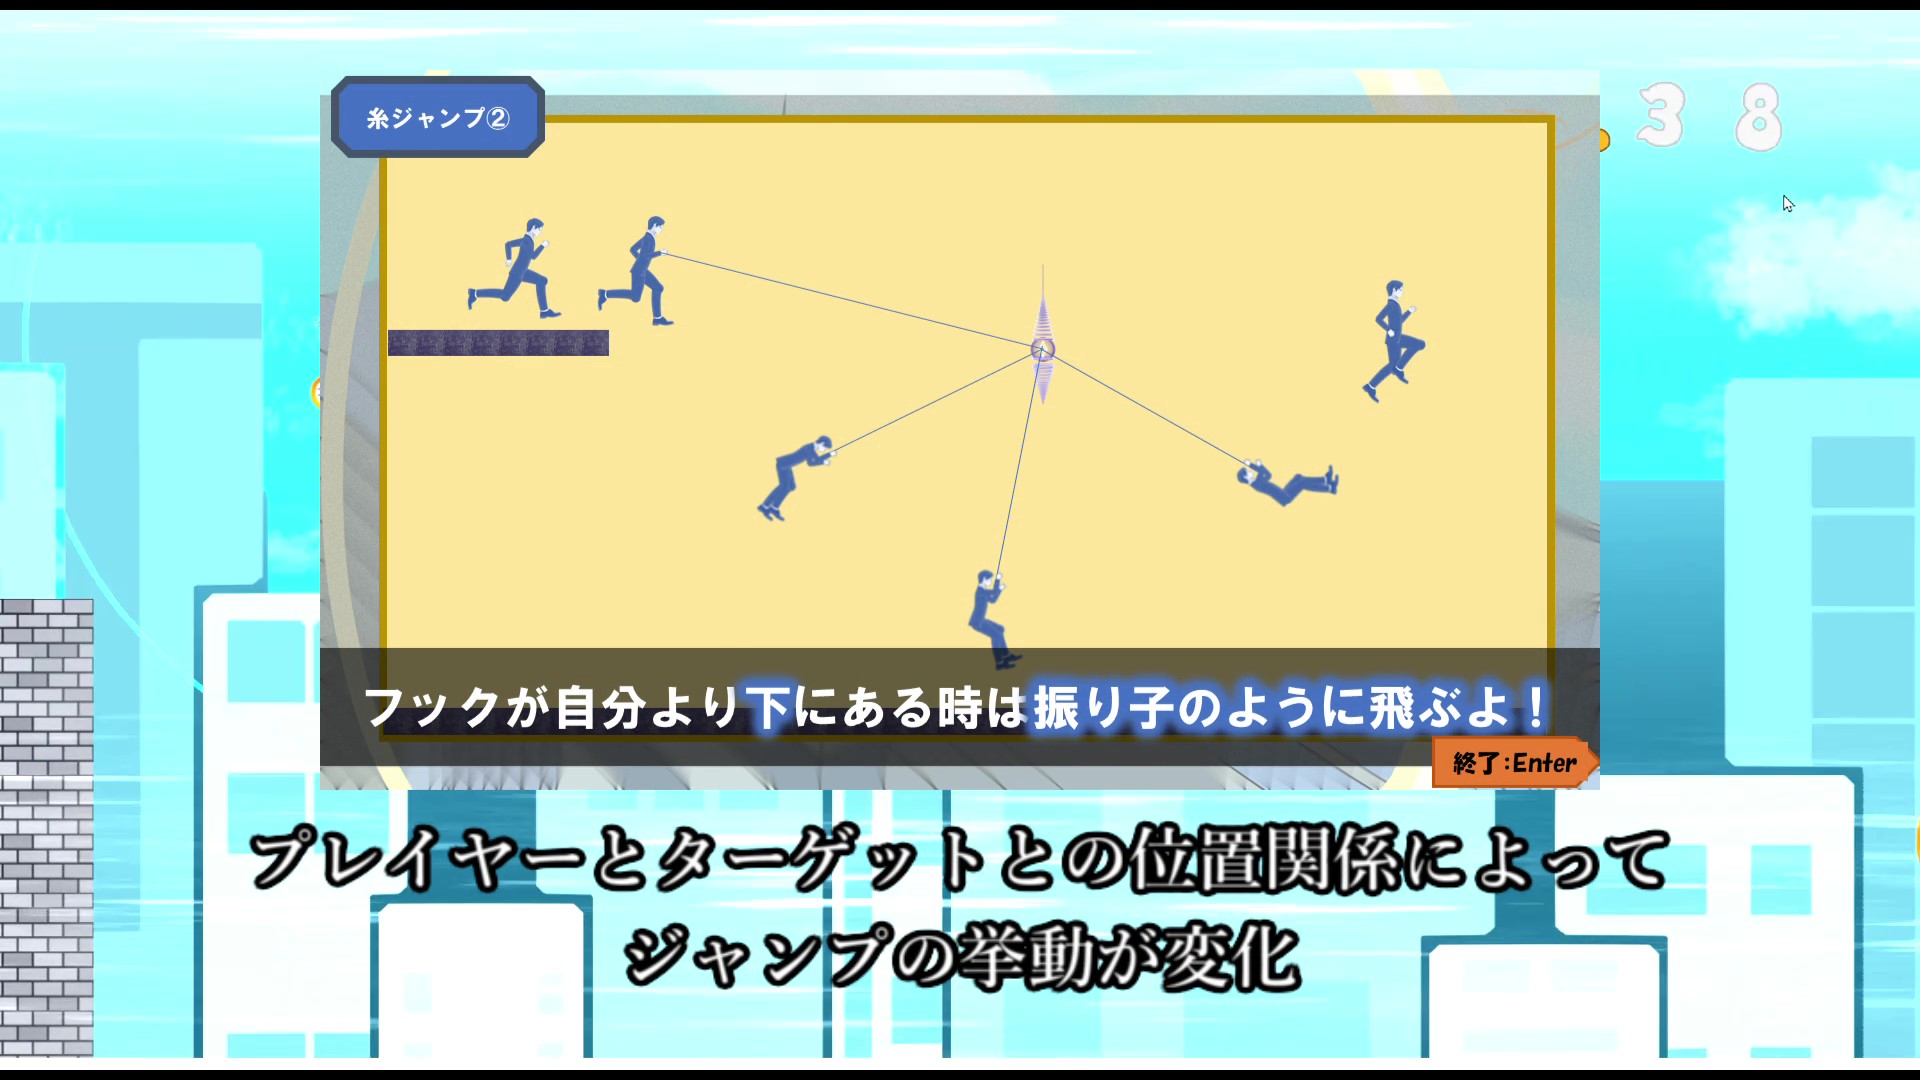 糸ジャンプ②
3 8
フックが自分より下にある時は振り子のように飛ぶよ！
終了:Enter
プレイヤーとターゲットとの位置関係によって
ジャンプの挙動が変化